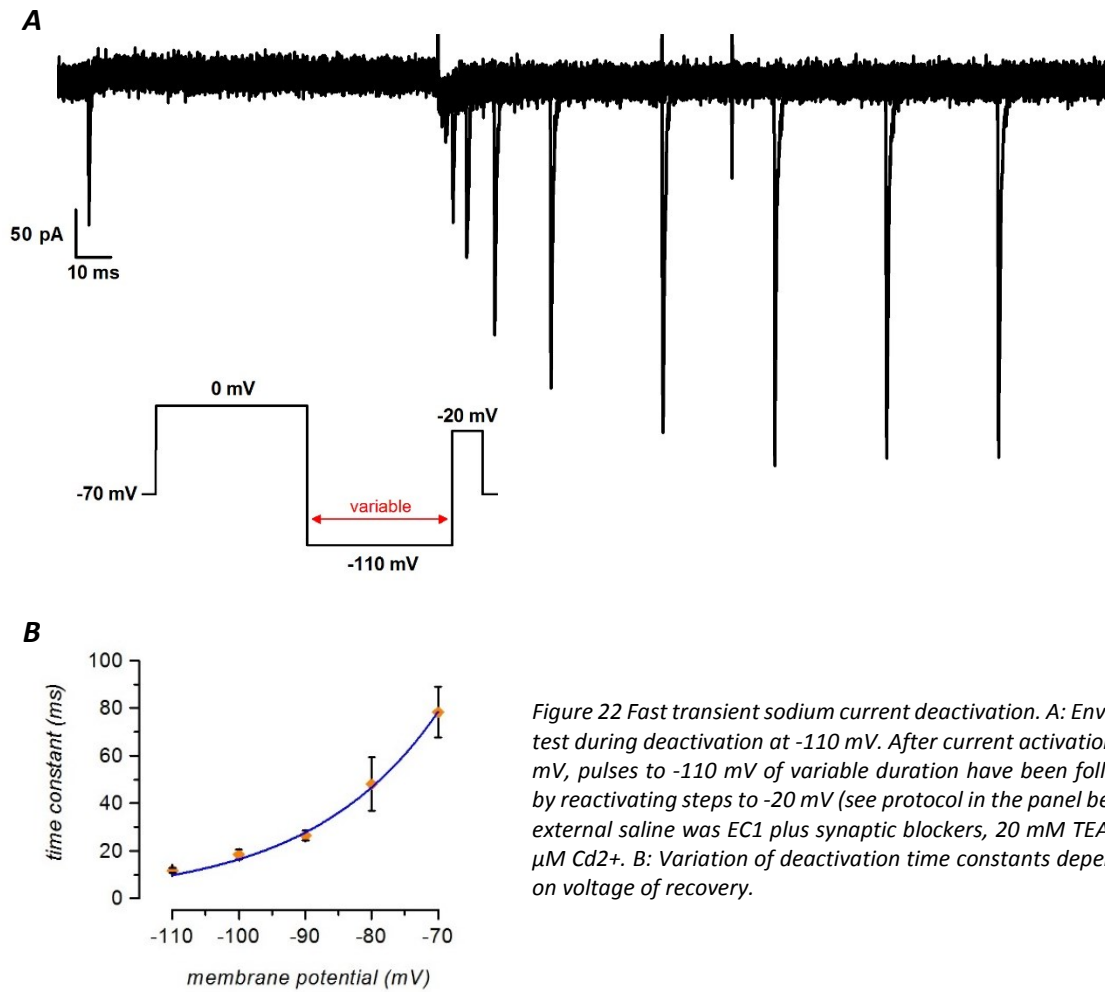 A
50 pA
10 ms
0 mV
-20 mV
-70 mV
variable
-110 mV
B
100
80
60
40
20
0
time constant (ms)
-110
-100
-90
-80
-70
membrane potential (mV)
Figure 22 Fast transient sodium current deactivation. A: Env
test during deactivation at -110 mV. After current activation
mV, pulses to -110 mV of variable duration have been foll
by reactivating steps to -20 mV (see protocol in the panel be
external saline was EC1 plus synaptic blockers, 20 mM TEA
µM Cd2+. B: Variation of deactivation time constants depe
on voltage of recovery.